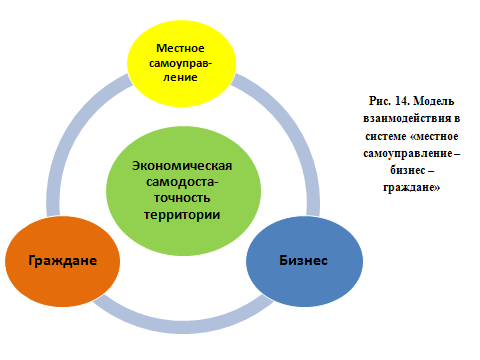 Местное
самоуправ-
ление
Экономическая
самодоста-
точность
территории
Граждане
Бизнес
Рис. 14. Модель
взаимодействия в
системе «местное
самоуправление –
бизнес –
граждане»